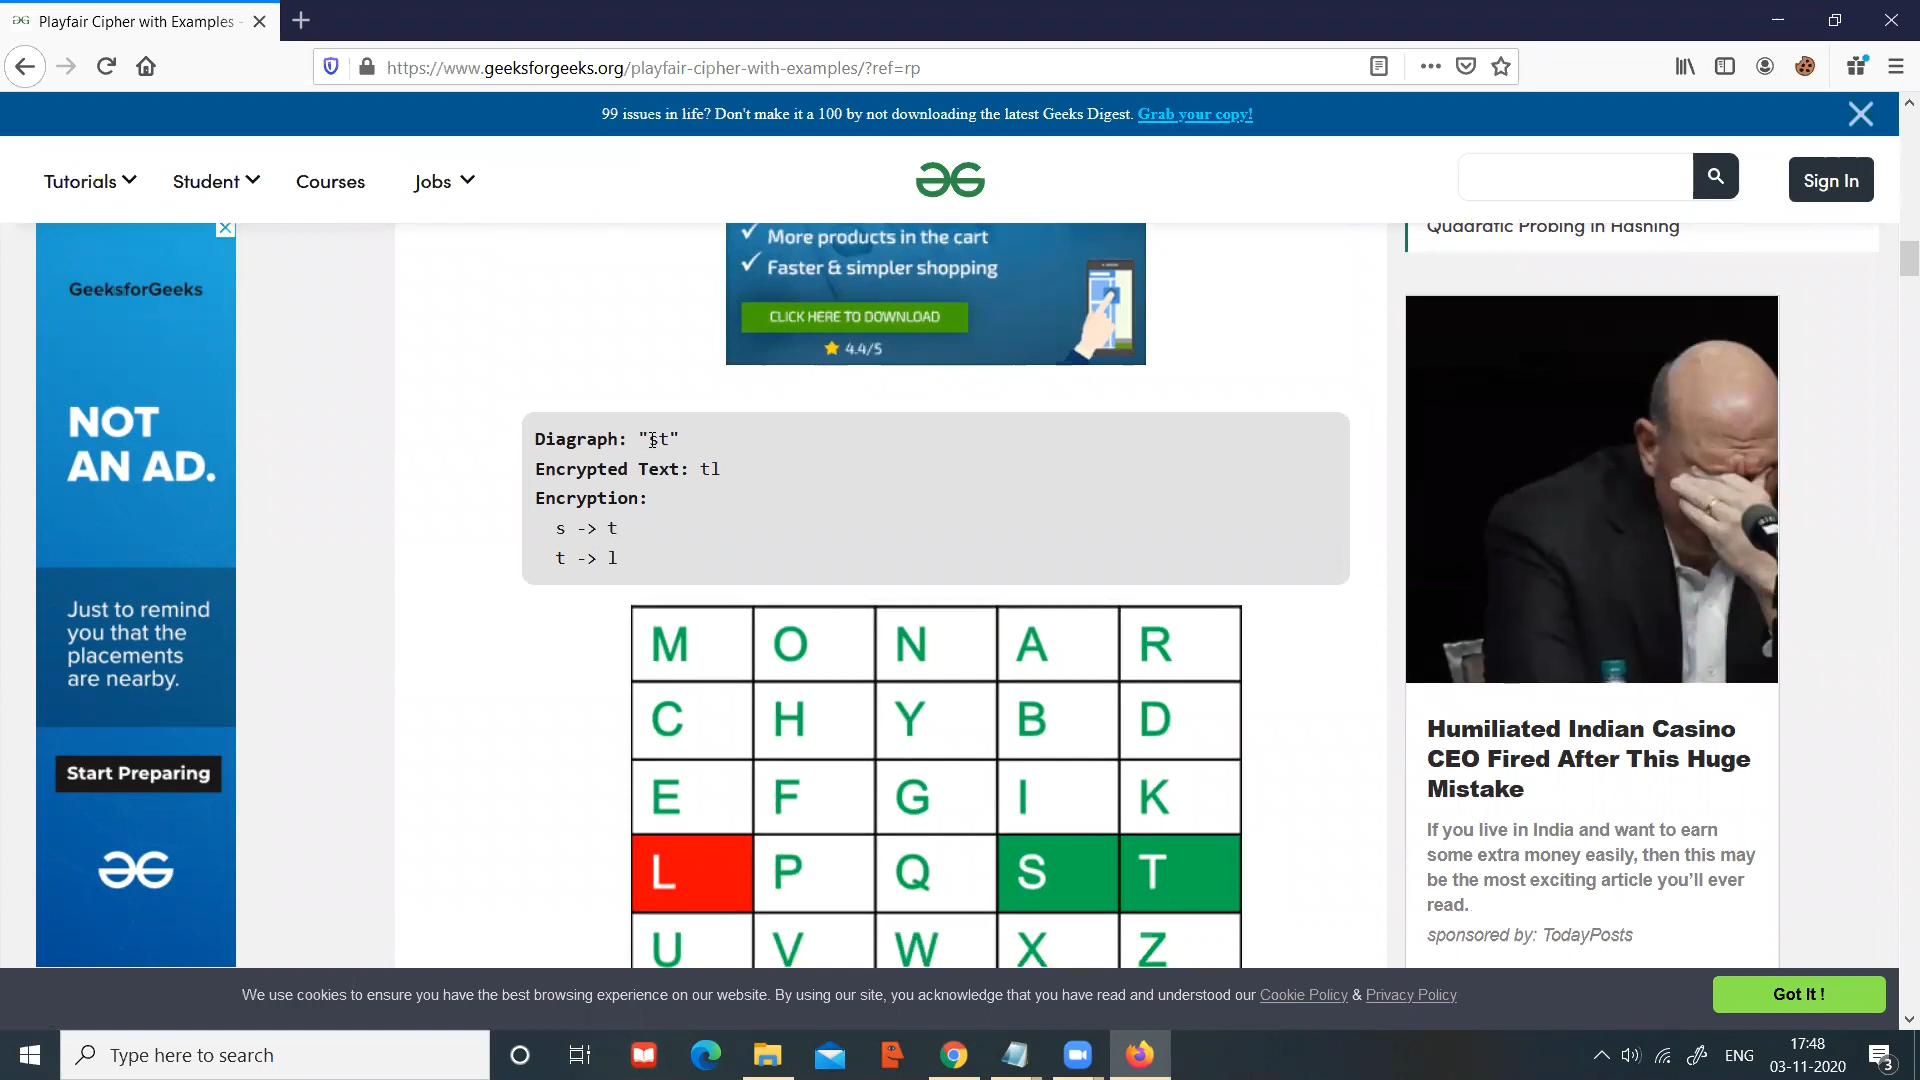 Playfair Cipher with Examples -
https://www.geeksforgeeks.org/playfair-cipher-with-examples/?ref=rp
99 issues in life? Don't make it a 100 by not downloading the latest Geeks Digest. Grab your copy!
Tutorials
Student
Courses
Jobs
Sign In
GeeksforGeeks
NOT
AN AD.
Just to remind
you that the
placements
are nearby.
Start Preparing
More products in the cart
Faster & simpler shopping
CLICK HERE TO DOWNLOAD
4.4/5
Diagraph: "st"
Encrypted Text: tl
Encryption:
s -> t
t -> l
M O N A R
C H Y B D
E F G I K
L P Q S T
U V W X Z
Quadratic Probing in Hashing
Humiliated Indian Casino
CEO Fired After This Huge
Mistake
If you live in India and want to earn
some extra money easily, then this may
be the most exciting article you'll ever
read.
sponsored by: TodayPosts
We use cookies to ensure you have the best browsing experience on our website. By using our site, you acknowledge that you have read and understood our Cookie Policy & Privacy Policy
Got It !
Type here to search
ENG
17:48
03-11-2020
3